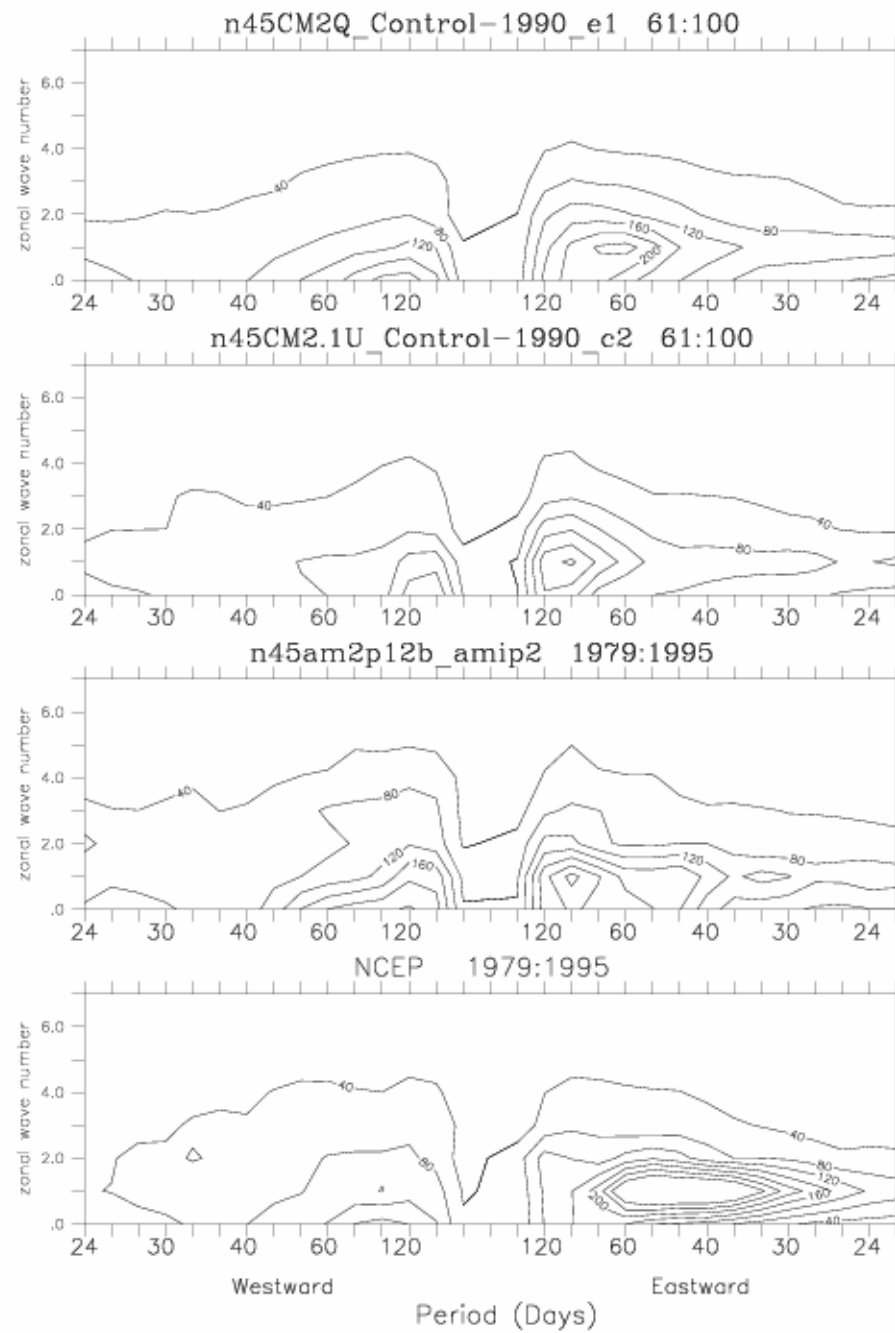 n45CM2Q_Control-1990_e1 61:100
zonal wave number
6.0
4.0
2.0
.0
40
80
120
160
120
80
200
24 30 40 60 120 120 60 40 30 24
n45CM2.1U_Control-1990_c2 61:100
zonal wave number
6.0
4.0
2.0
.0
40
40
80
24 30 40 60 120 120 60 40 30 24
n45am2p12b_amip2 1979:1995
zonal wave number
6.0
4.0
2.0
.0
40
80
120
160
40
120
80
24 30 40 60 120 120 60 40 30 24
NCEP 1979:1995
zonal wave number
6.0
4.0
2.0
.0
40
80
40
80
120
160
200
40
24 30 40 60 120 120 60 40 30 24
Westward Eastward
Period (Days)